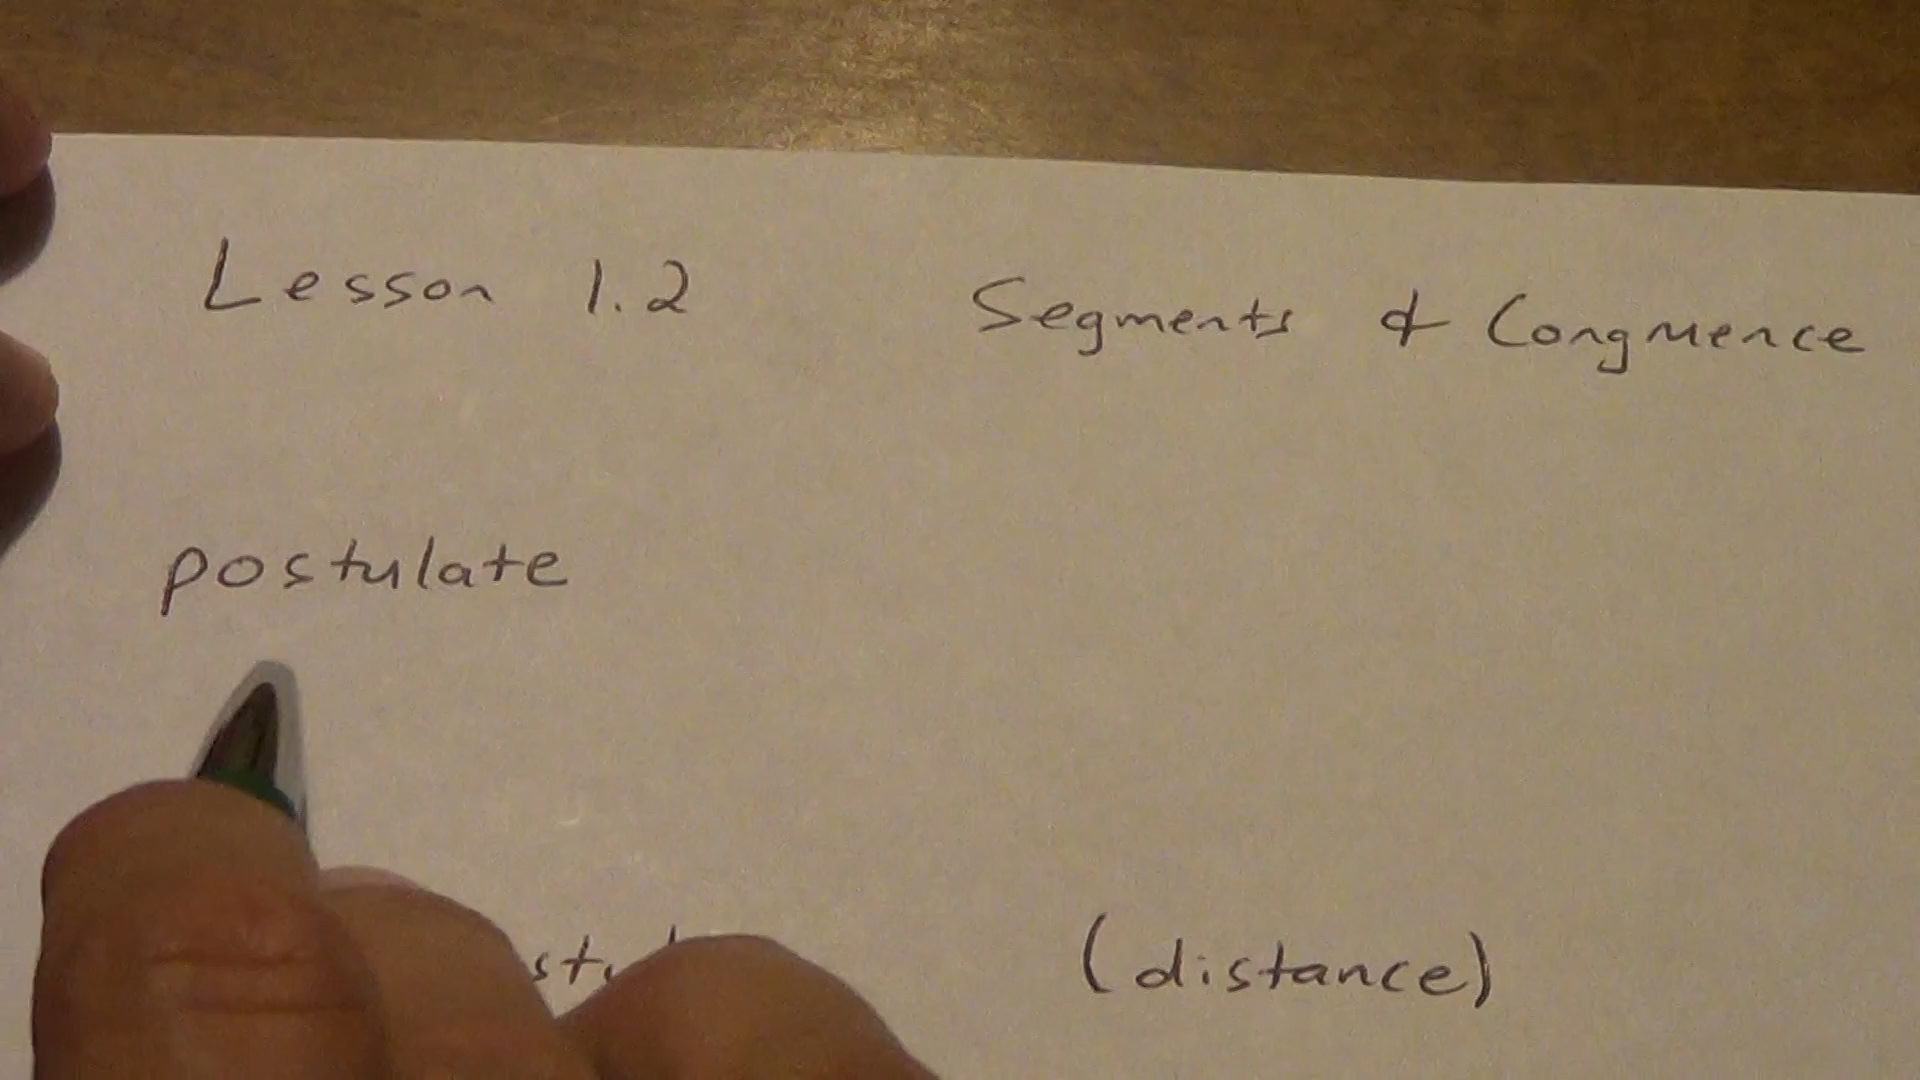 Lesson 1.2 Segments & Congruence
postulate
(distance)